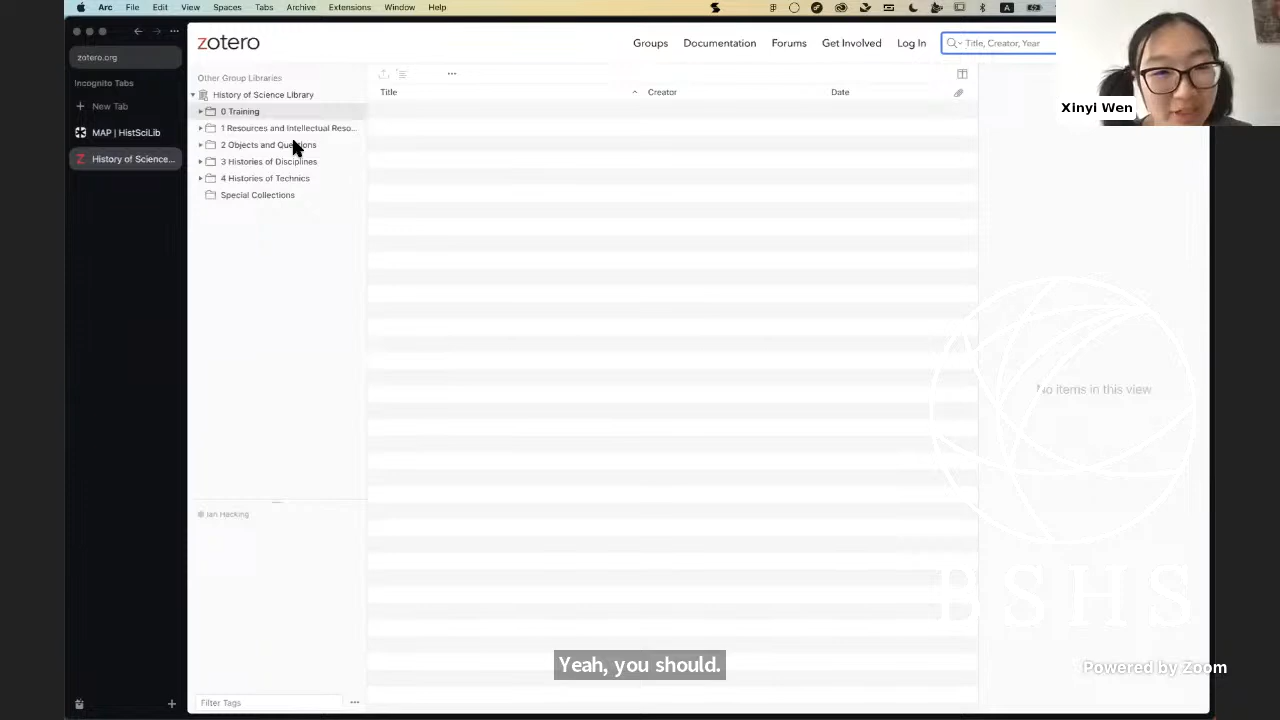 Arc File Edit View Spaces Tabs Archive Extensions Window Help
zotero.org
Incognito Tabs
New Tab
MAP | HistSciLib
History of Science...
zotero
Groups Documentation Forums Get Involved Log In
Title, Creator, Year
Xinyi Wen
Other Group Libraries
History of Science Library
0 Training
1 Resources and Intellectual Reso...
2 Objects and Questions
3 Histories of Disciplines
4 Histories of Technics
Special Collections
Title Creator Date
No items in this view
Ian Hacking
BSHS
Yeah, you should.
Powered by Zoom
Filter Tags